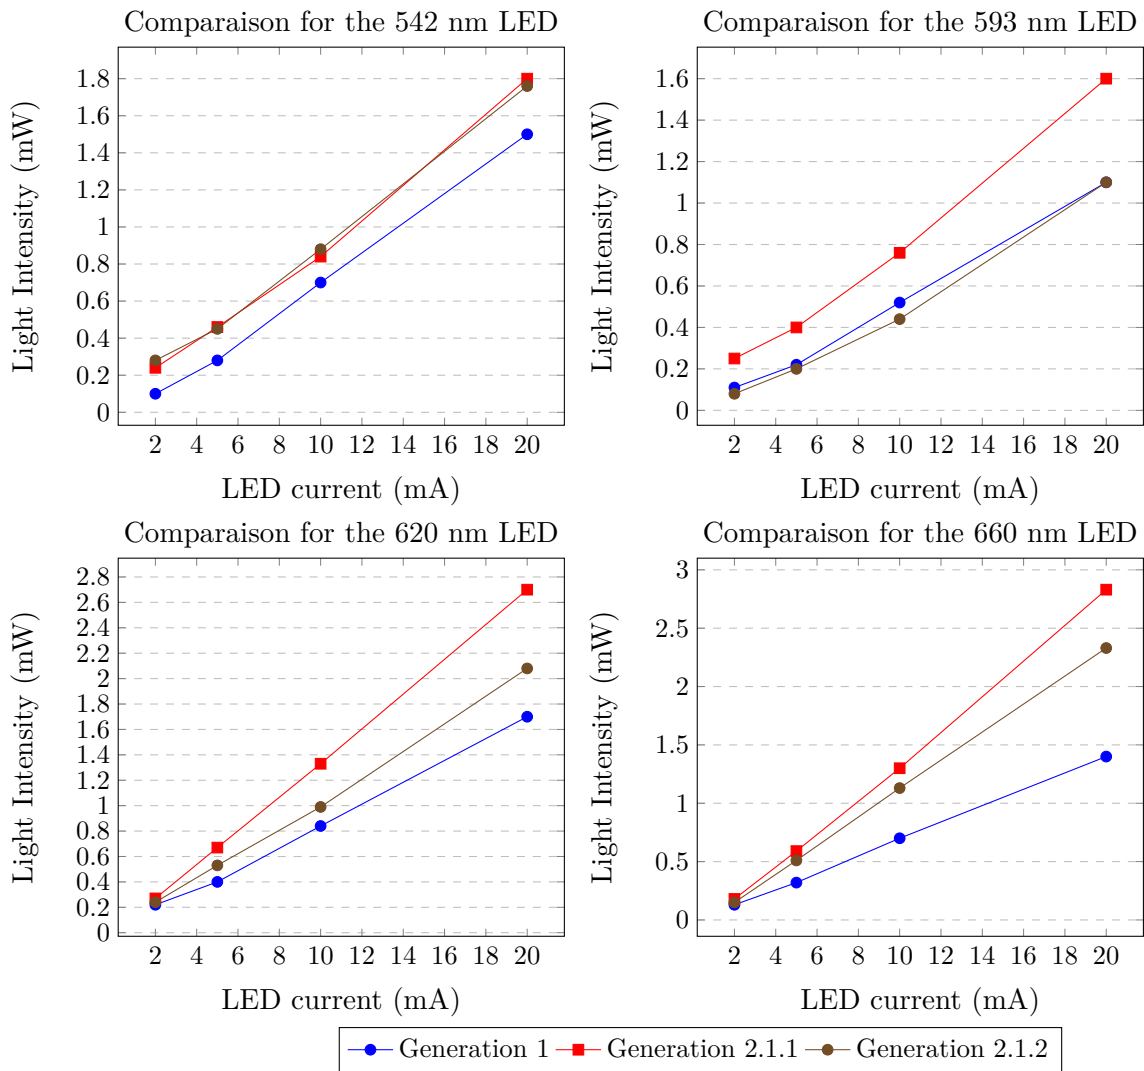 Comparaison for the 542 nm LED
Light Intensity (mW)
1.8
1.6
1.4
1.2
1
0.8
0.6
0.4
0.2
0
2 4 6 8 10 12 14 16 18 20
LED current (mA)
Comparaison for the 593 nm LED
Light Intensity (mW)
1.6
1.4
1.2
1
0.8
0.6
0.4
0.2
0
2 4 6 8 10 12 14 16 18 20
LED current (mA)
Comparaison for the 620 nm LED
Light Intensity (mW)
2.8
2.6
2.4
2.2
2
1.8
1.6
1.4
1.2
1
0.8
0.6
0.4
0.2
0
2 4 6 8 10 12 14 16 18 20
LED current (mA)
Comparaison for the 660 nm LED
Light Intensity (mW)
3
2.5
2
1.5
1
0.5
0
2 4 6 8 10 12 14 16 18 20
LED current (mA)
Generation 1 Generation 2.1.1 Generation 2.1.2